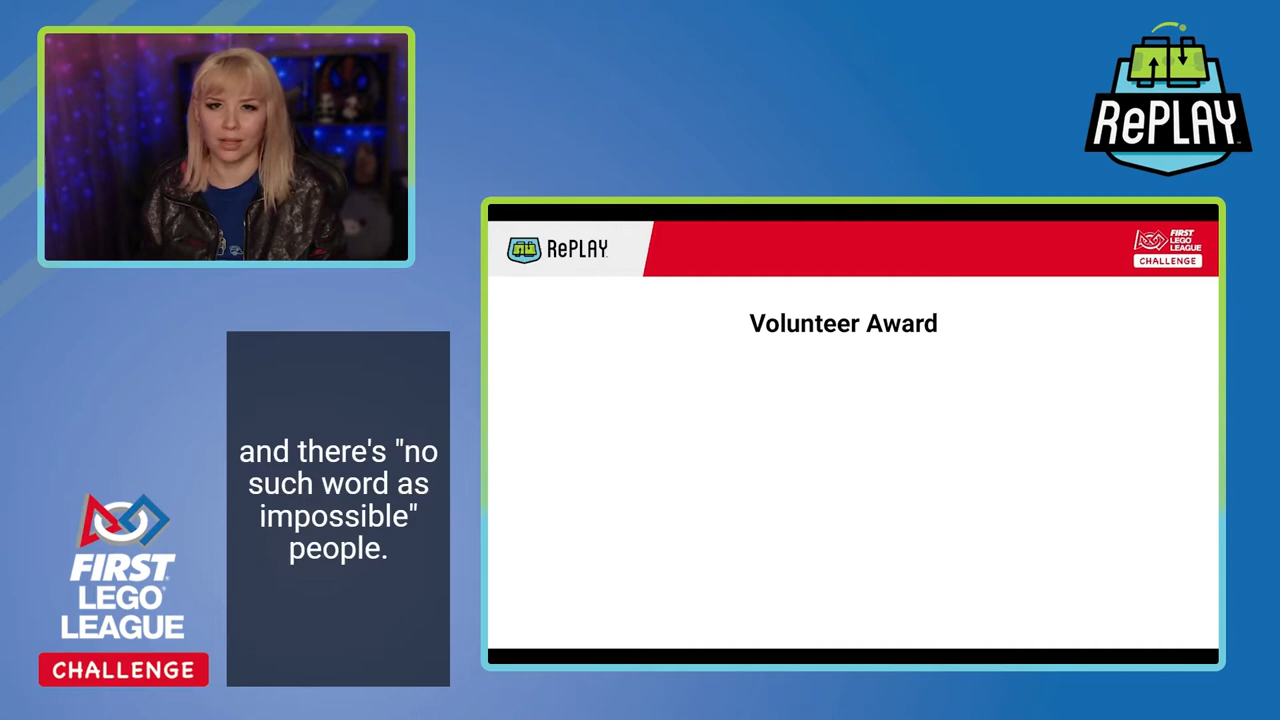 RePLAY
RePLAY
FIRST
LEGO
LEAGUE
CHALLENGE
Volunteer Award
and there's "no
such word as
impossible"
people.
FIRST
LEGO
LEAGUE
CHALLENGE